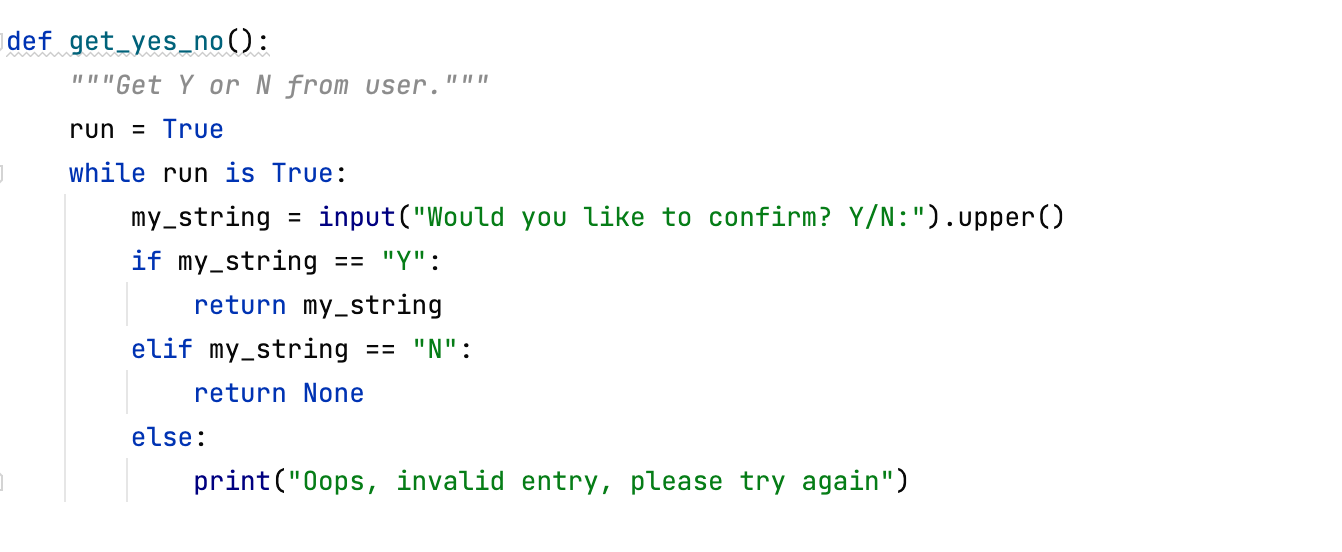 def get_yes_no():
    """Get Y or N from user."""
    run = True
    while run is True:
        my_string = input("Would you like to confirm? Y/N:").upper()
        if my_string == "Y":
            return my_string
        elif my_string == "N":
            return None
        else:
            print("Oops, invalid entry, please try again")